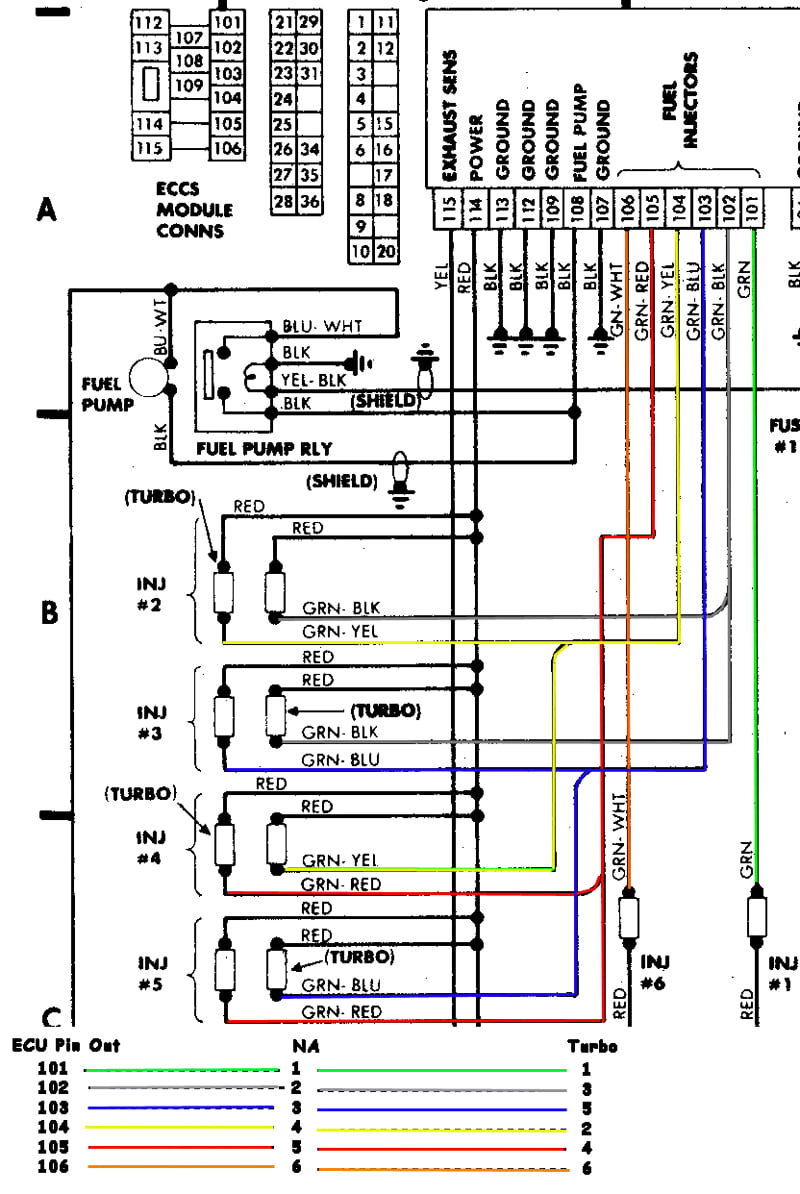 112 101 21 29 1 11
107
113 102 22 30 2 12
108
103 23 31 3
109
104 24 4
114 105 25 5 15
115 106 26 34 6 16
27 35 17
28 36 8 18
9
10 20
ECCS
MODULE
CONNS
EXHAUST SENS
POWER
GROUND
GROUND
GROUND
FUEL PUMP
GROUND
FUEL
INJECTORS
115 114 113 112 109 108 107 106 105 104 103 102 101
A
YEL
RED
BLK
BLK
BLK
BLK
BLK
GN-WHT
GRN-RED
GRN-YEL
GRN-BLU
GRN-BLK
GRN
BLK
BU-WT
BLU-WHT
BLK
YEL-BLK
(SHIELD)
BLK
FUEL
PUMP
BLK
FUEL PUMP RLY
(SHIELD)
FUS
#1
(TURBO)
RED
RED
INJ
#2
GRN-BLK
GRN-YEL
B
RED
RED
INJ
#3
(TURBO)
GRN-BLK
GRN-BLU
(TURBO)
RED
RED
INJ
#4
GRN-YEL
GRN-RED
GRN-WHT
GRN
RED
RED
(TURBO)
INJ
#5
GRN-BLU
GRN-RED
INJ
#6
RED
INJ
#1
RED
C
ECU Pin Out NA Turbo
101 1 1
102 2 3
103 3 5
104 4 2
105 5 4
106 6 6